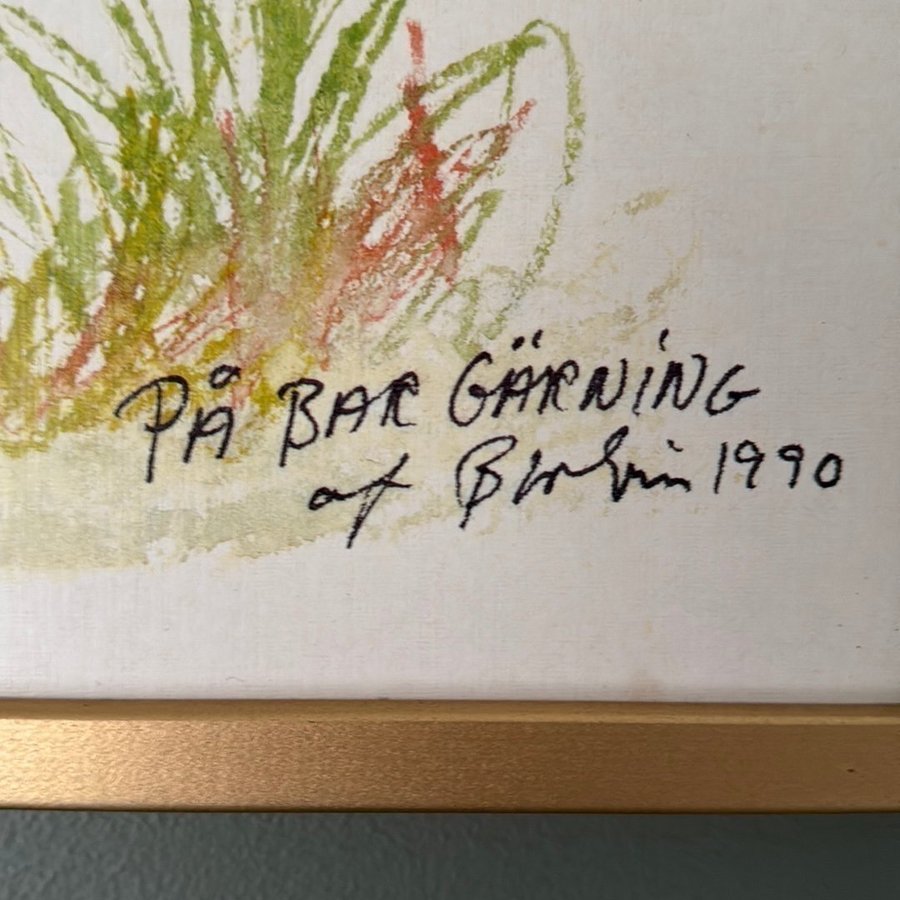 PÅ BAR GÄRNING
af 1990